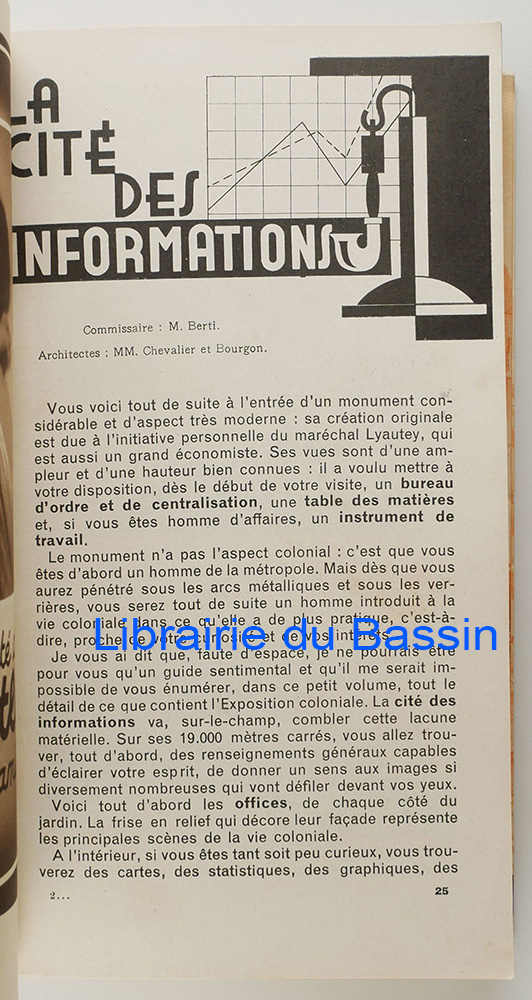 LA
CITÉ
DES
INFORMATIONS
Commissaire : M. Berti.
Architectes : MM. Chevalier et Bourgon.
Vous voici tout de suite à l'entrée d'un monument con-
sidérable et d'aspect très moderne : sa création originale
est due à l'initiative personnelle du maréchal Lyautey, qui
est aussi un grand économiste. Ses vues sont d'une am-
pleur et d'une hauteur bien connues : il a voulu mettre à
votre disposition, dès le début de votre visite, un bureau
d'ordre et de centralisation, une table des matières
et, si vous êtes homme d'affaires, un instrument de
travail.
Le monument n'a pas l'aspect colonial : c'est que vous
êtes d'abord un homme de la métropole. Mais dès que vous
aurez pénétré sous les arcs métalliques et sous les ver-
rières, vous serez tout de suite un homme introduit à la
vie coloniale dans ce qu'elle a de plus pratique, c'est-à-
dire, proche de votre curiosité et de vos intérêts.
Librairie du Bassin
Je vous ai dit que, faute d'espace, je ne pourrais être
pour vous qu'un guide sentimental et qu'il me serait im-
possible de vous énumérer, dans ce petit volume, tout le
détail de ce que contient l'Exposition coloniale. La cité des
informations va, sur-le-champ, combler cette lacune
matérielle. Sur ses 19.000 mètres carrés, vous allez trou-
ver, tout d'abord, des renseignements généraux capables
d'éclairer votre esprit, de donner un sens aux images si
diversement nombreuses qui vont défiler devant vos yeux.
Voici tout d'abord les offices, de chaque côté du
jardin. La frise en relief qui décore leur façade représente
les principales scènes de la vie coloniale.
A l'intérieur, si vous êtes tant soit peu curieux, vous trou-
verez des cartes, des statistiques, des graphiques, des
2...
25